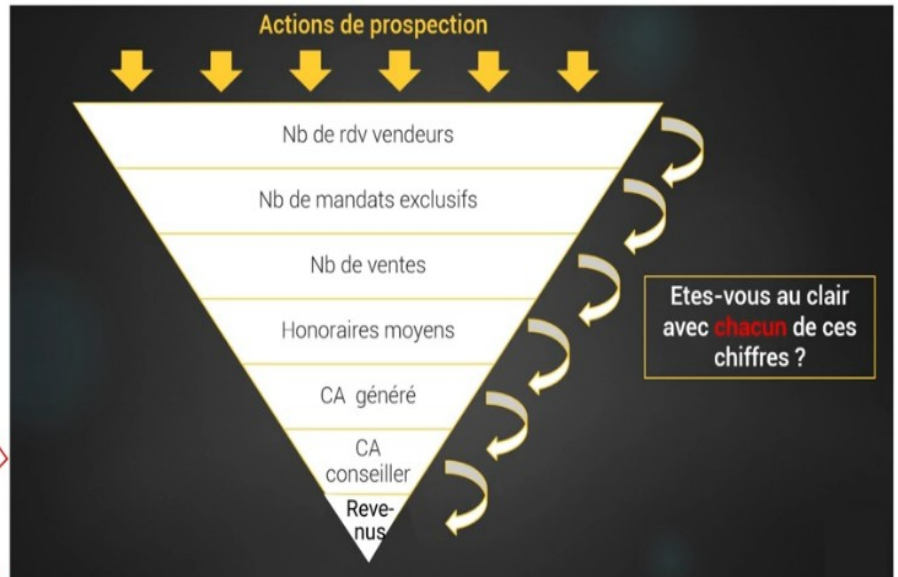 Actions de prospection
Nb de rdv vendeurs
Nb de mandats exclusifs
Nb de ventes
Honoraires moyens
CA généré
CA
conseiller
Reve-
nus
Etes-vous au clair
avec chacun de ces
chiffres ?